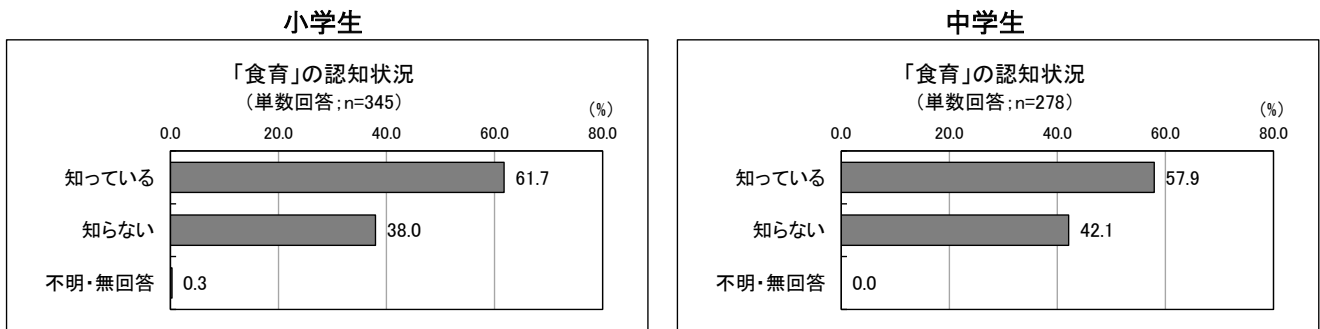 小学生
「食育」の認知状況
(単数回答;n=345)
(%)
0.0 20.0 40.0 60.0 80.0
知っている 61.7
知らない 38.0
不明・無回答 0.3
中学生
「食育」の認知状況
(単数回答;n=278)
(%)
0.0 20.0 40.0 60.0 80.0
知っている 57.9
知らない 42.1
不明・無回答 0.0